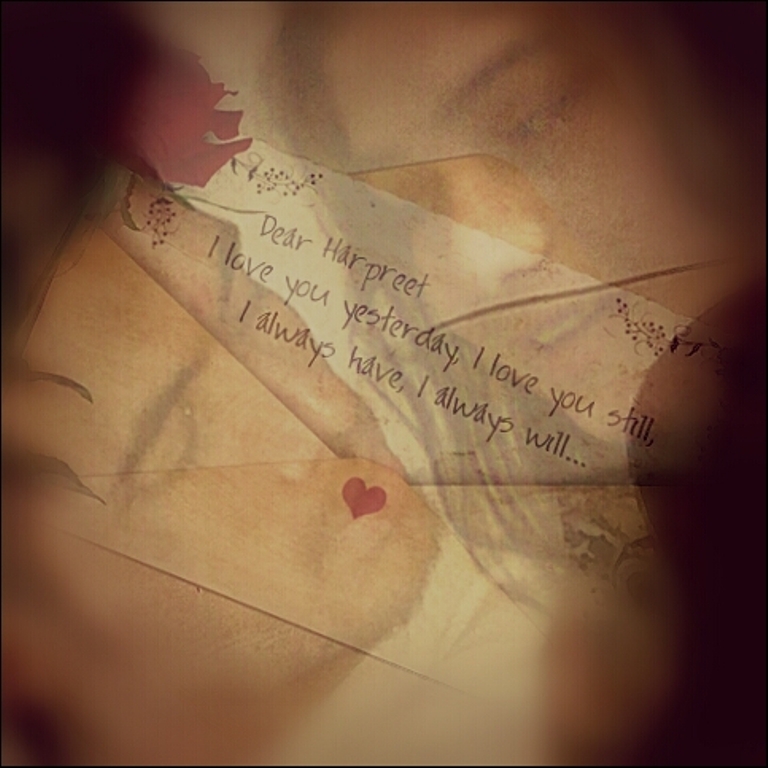 Dear Harpreet
I love you yesterday, I love you still,
I always have, I always will...